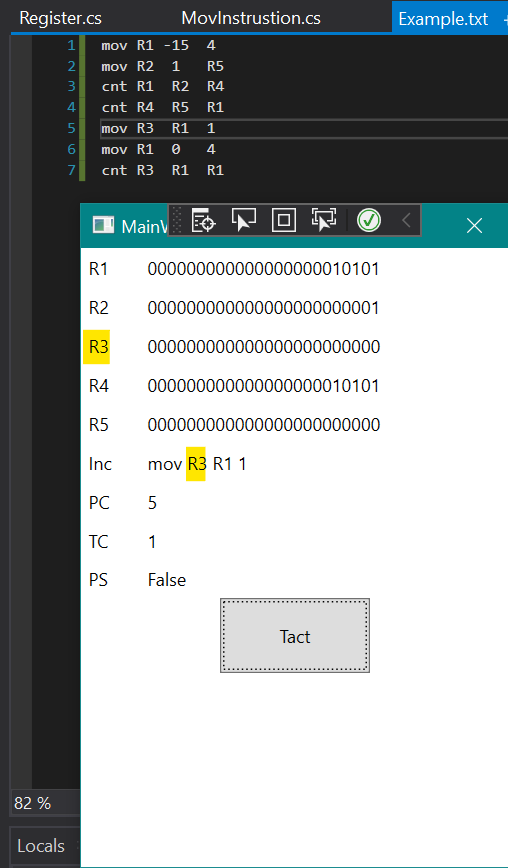 Register.cs MovInstrustion.cs Example.txt
1 mov R1 -15 4
2 mov R2 1 R5
3 cnt R1 R2 R4
4 cnt R4 R5 R1
5 mov R3 R1 1
6 mov R1 0 4
7 cnt R3 R1 R1
MainW
R1 000000000000000000010101
R2 000000000000000000000001
R3 000000000000000000000000
R4 000000000000000000010101
R5 000000000000000000000000
Inc mov R3 R1 1
PC 5
TC 1
PS False
Tact
82 %
Locals